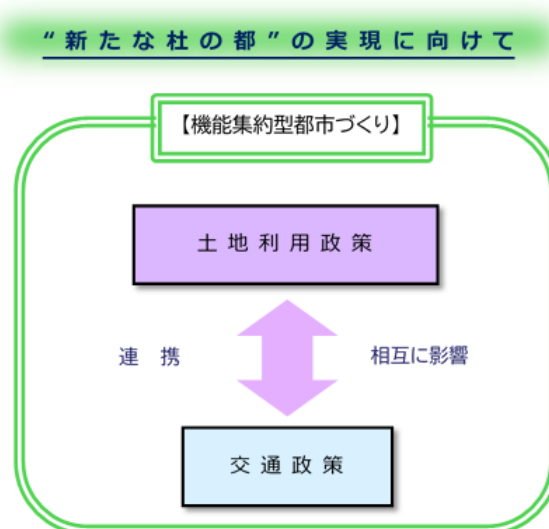 “新たな杜の都”の実現に向けて
【機能集約型都市づくり】
土地利用政策
連携 相互に影響
交通政策